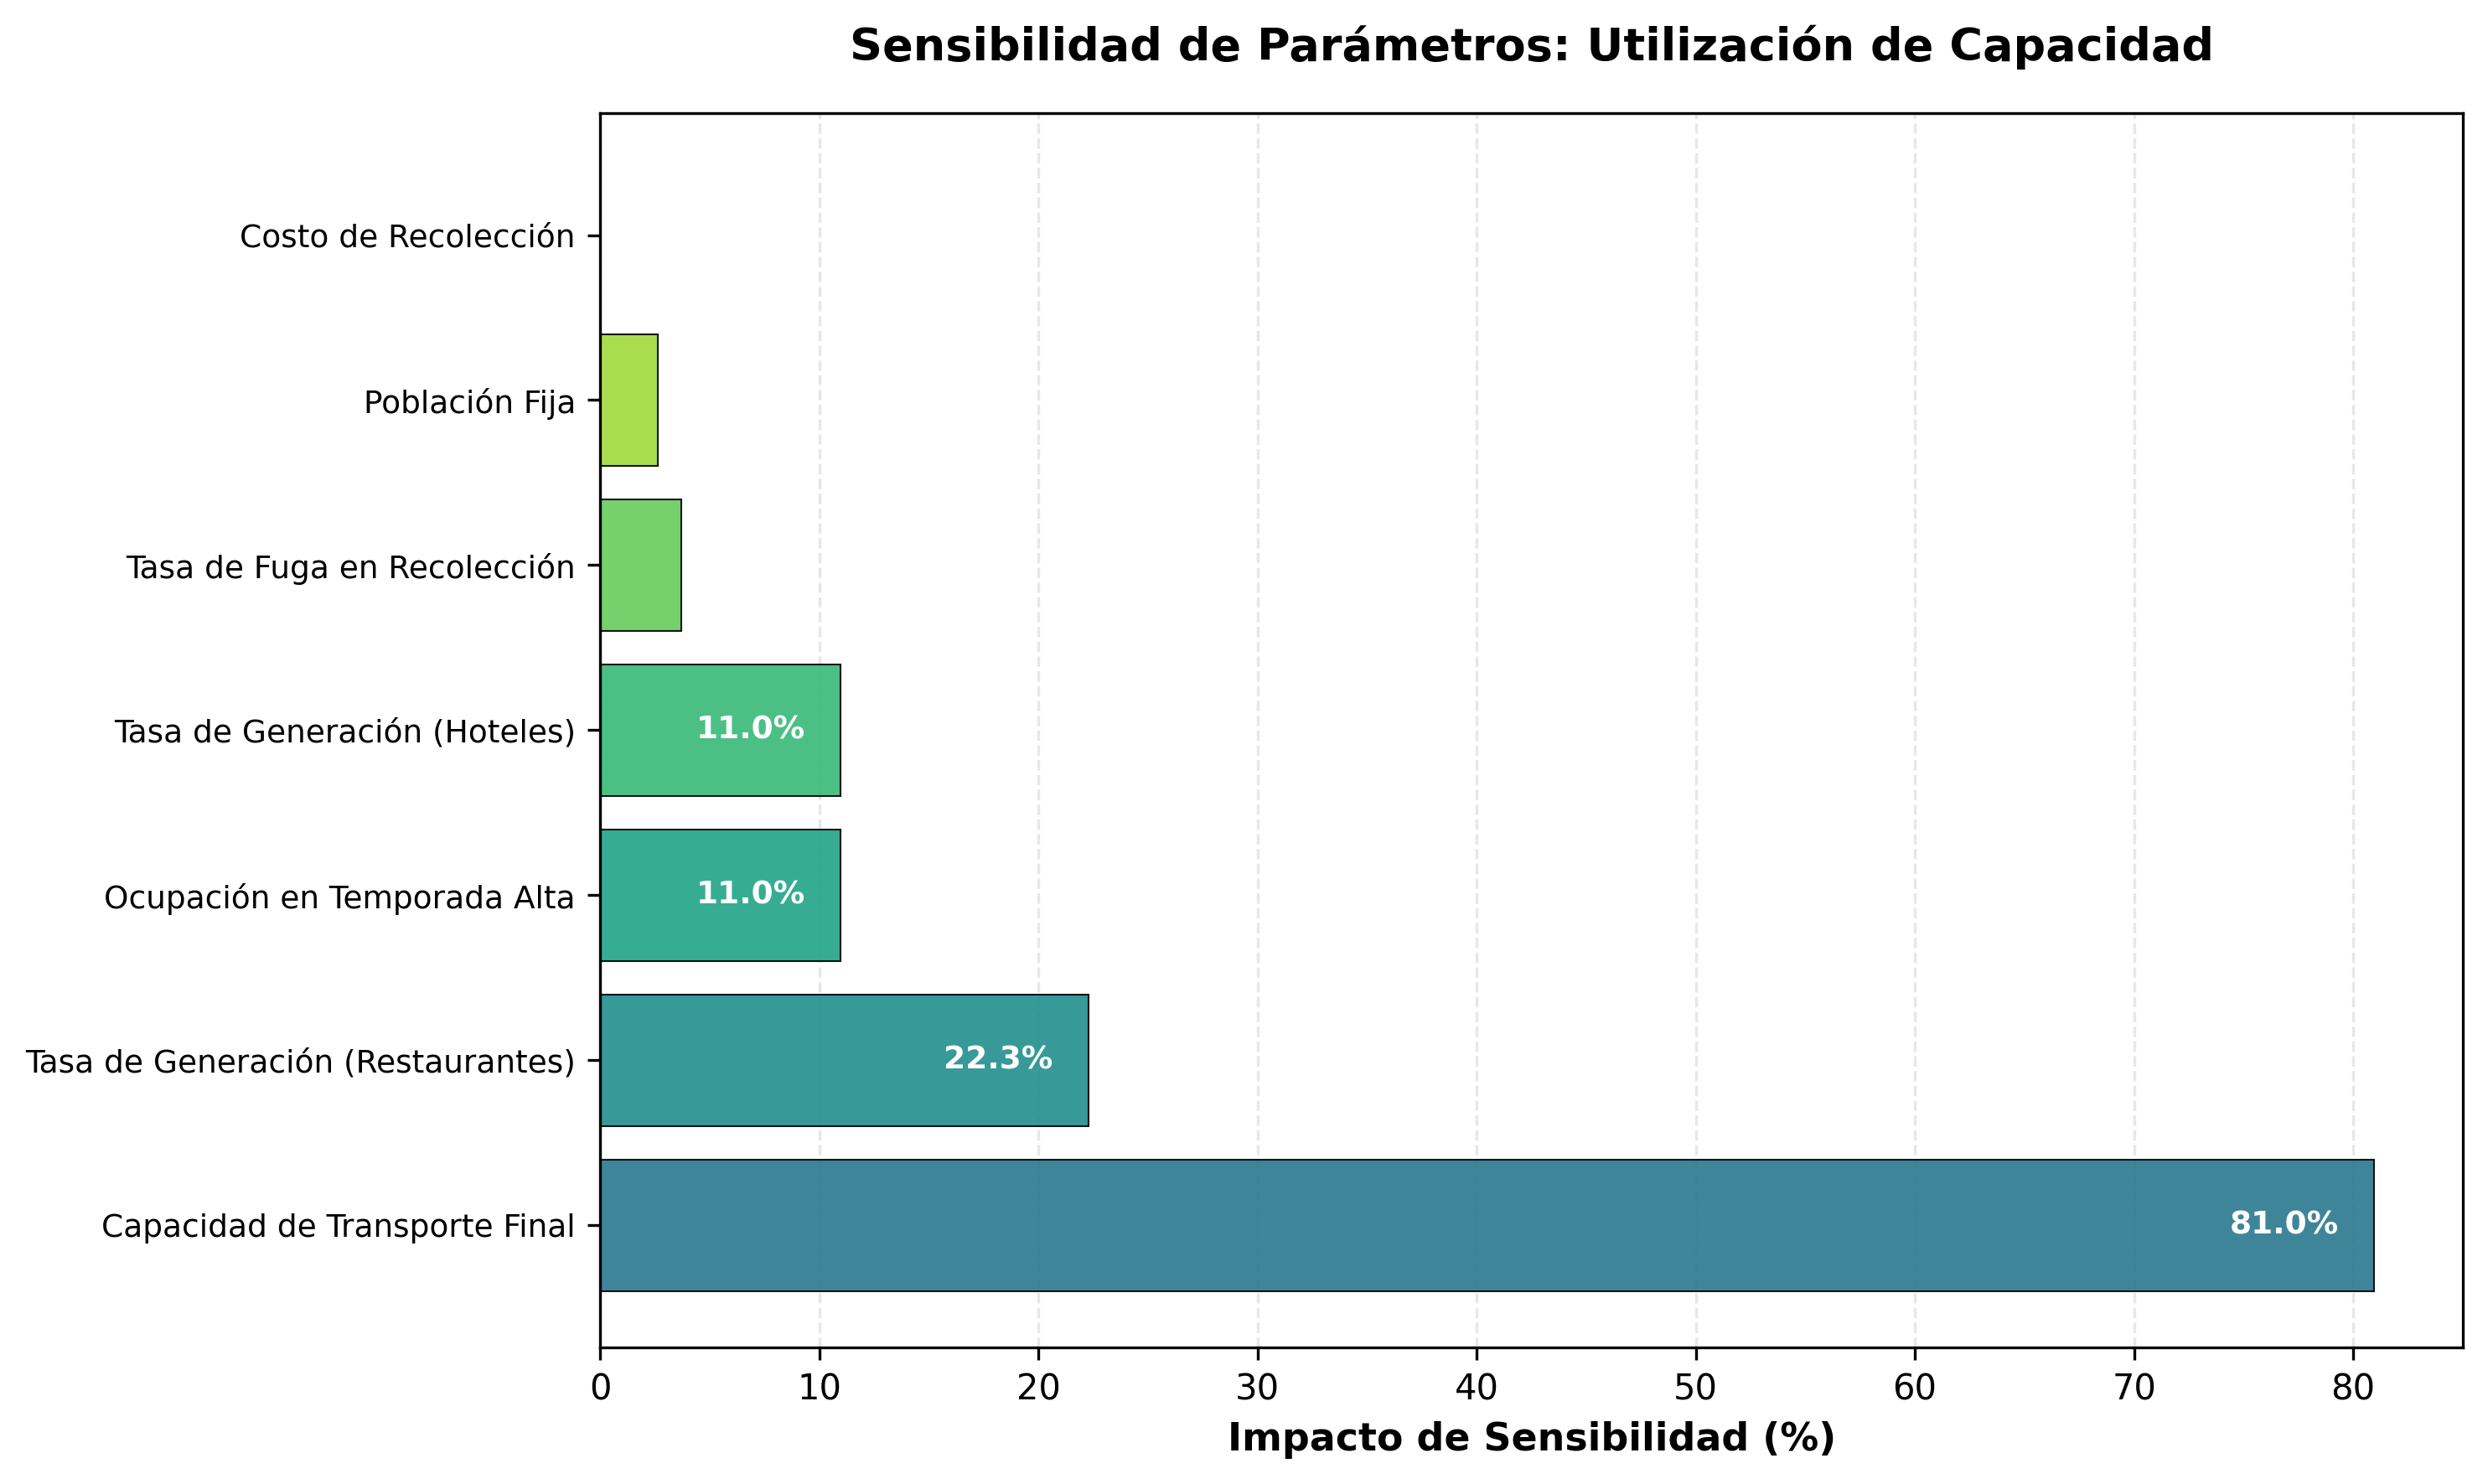 Sensibilidad de Parámetros: Utilización de Capacidad
Costo de Recolección
Población Fija
Tasa de Fuga en Recolección
Tasa de Generación (Hoteles)
11.0%
Ocupación en Temporada Alta
11.0%
Tasa de Generación (Restaurantes)
22.3%
Capacidad de Transporte Final
81.0%
0 10 20 30 40 50 60 70 80
Impacto de Sensibilidad (%)